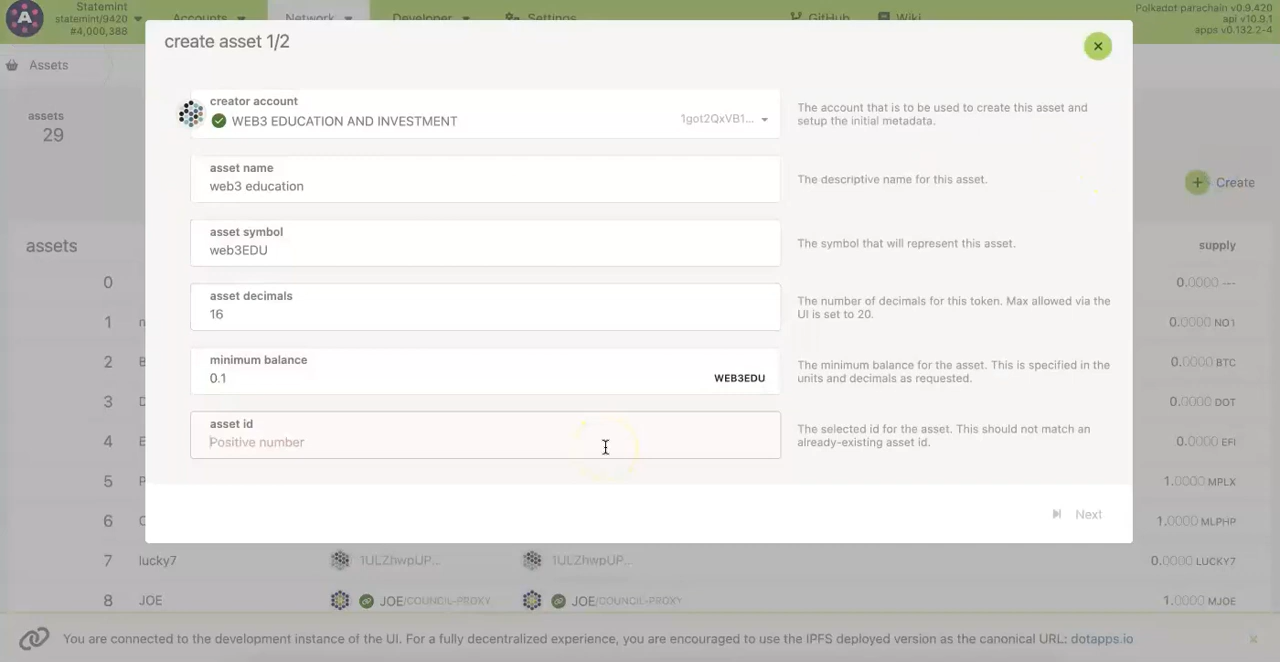 Statemint
statemint/9420
#4,000,388
Accounts
Network
Developer
Settings
GitHub
Wiki
Polkadot parachain v0.9.420
api v10.9.1
apps v0.132.2-4
Assets
assets
29
create asset 1/2
creator account
WEB3 EDUCATION AND INVESTMENT
1got2QxVB1...
The account that is to be used to create this asset and
setup the initial metadata.
asset name
web3 education
The descriptive name for this asset.
asset symbol
web3EDU
The symbol that will represent this asset.
asset decimals
16
The number of decimals for this token. Max allowed via the
UI is set to 20.
minimum balance
0.1
WEB3EDU
The minimum balance for the asset. This is specified in the
units and decimals as requested.
asset id
Positive number
The selected id for the asset. This should not match an
already-existing asset id.
Next
Create
assets
supply
0
0.0000 ---
1
n
0.0000 NO1
2
B
0.0000 BTC
3
D
0.0000 DOT
4
E
0.0000 EFI
5
P
1.0000 MPLX
6
C
1.0000 MLPHP
7
lucky7
1ULZhwpUP...
1ULZhwpUP...
0.0000 LUCKY7
8
JOE
JOE/COUNCIL-PROXY
JOE/COUNCIL-PROXY
1.0000 MJOE
You are connected to the development instance of the UI. For a fully decentralized experience, you are encouraged to use the IPFS deployed version as the canonical URL: dotapps.io